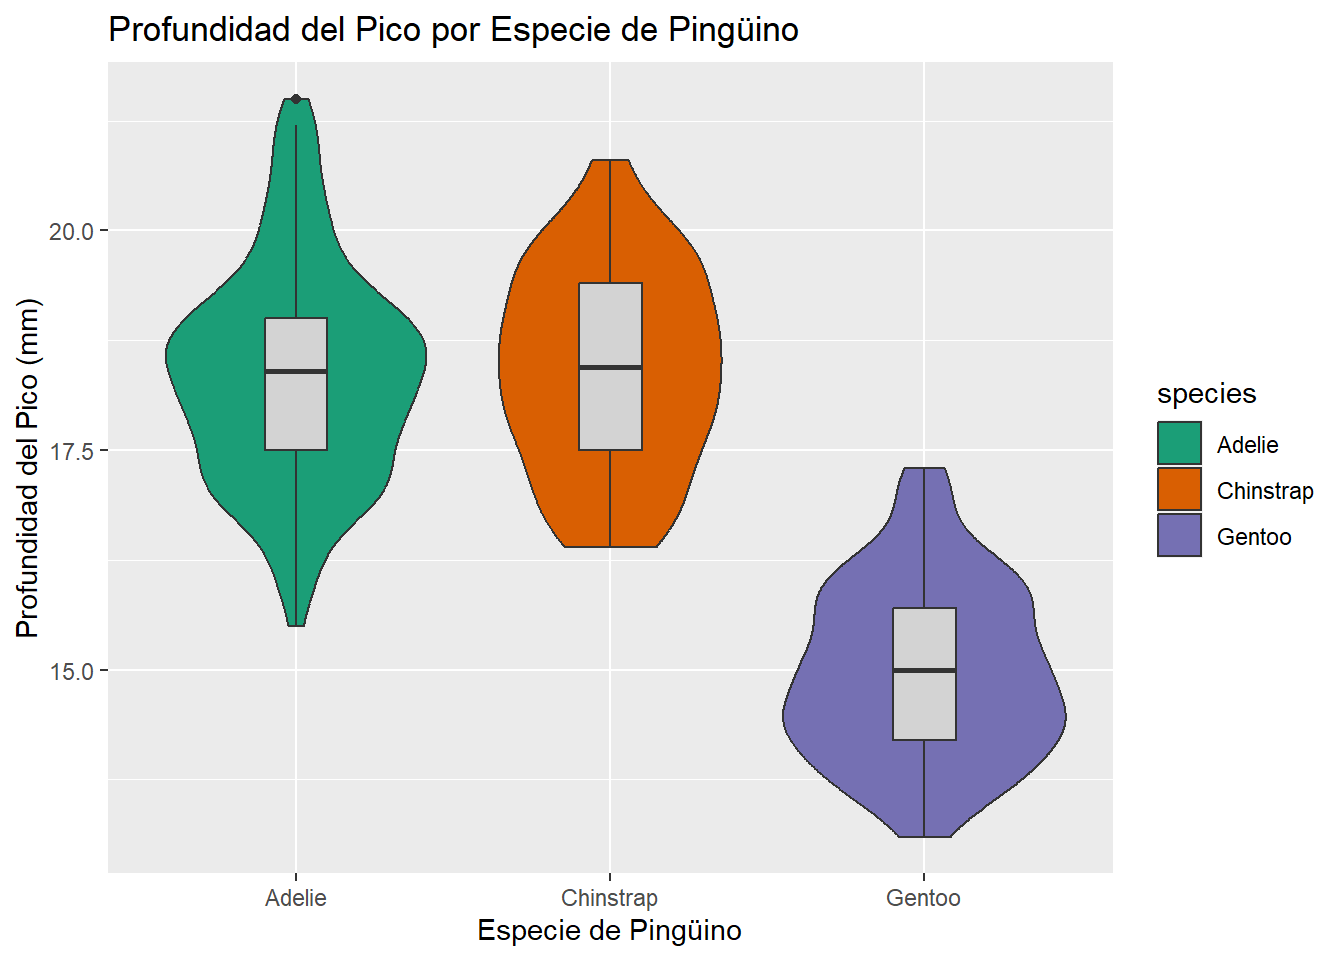 Profundidad del Pico por Especie de Pingüino
Profundidad del Pico (mm)
20.0
17.5
15.0
Adelie
Chinstrap
Gentoo
Especie de Pingüino
species
Adelie
Chinstrap
Gentoo